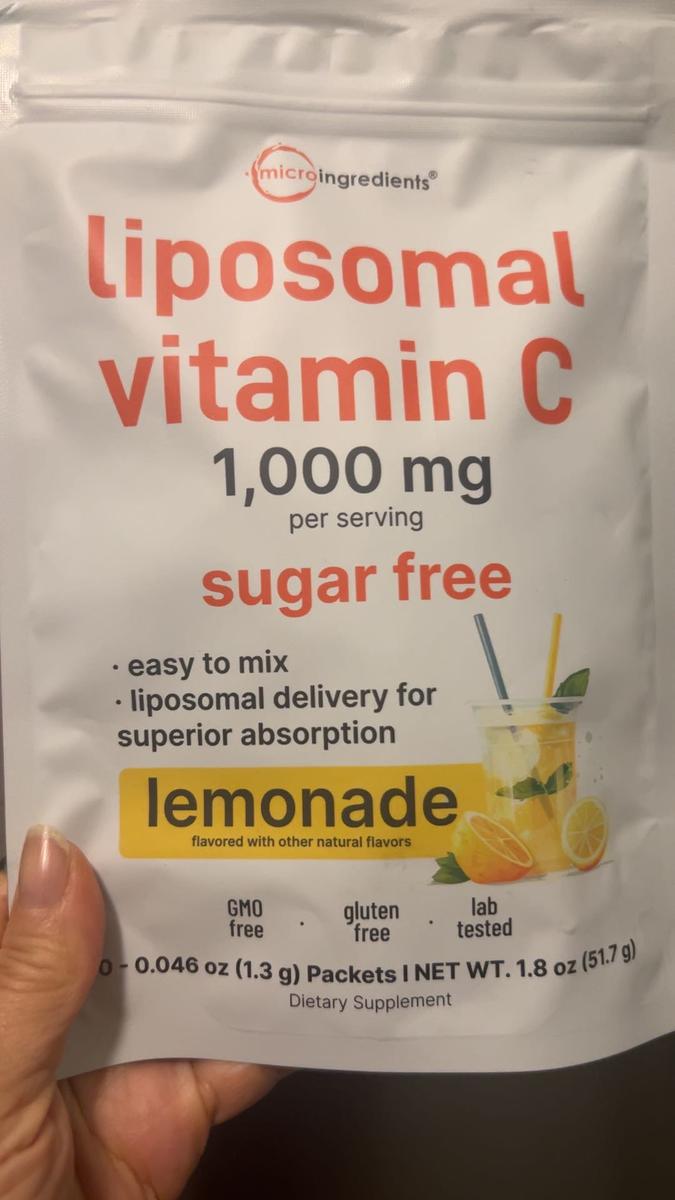 microingredients®
liposomal
vitamin C
1,000 mg
per serving
sugar free
· easy to mix
· liposomal delivery for
superior absorption
lemonade
flavored with other natural flavors
GMO free · gluten free · lab tested
0 - 0.046 oz (1.3 g) Packets | NET WT. 1.8 oz (51.7 g)
Dietary Supplement